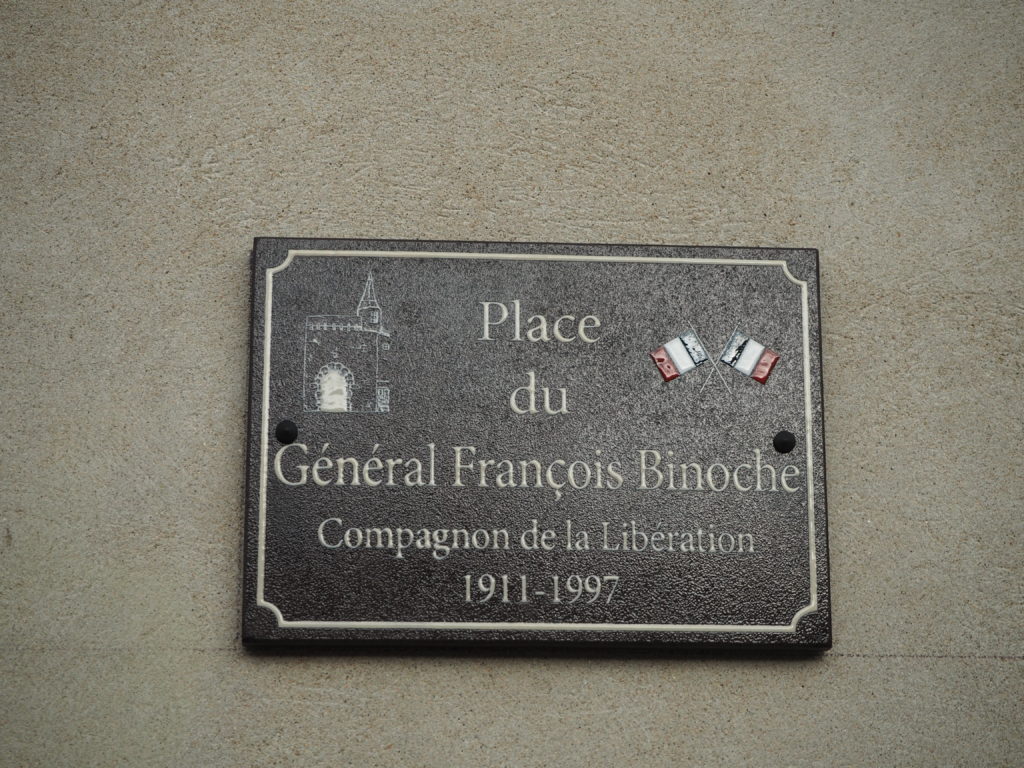 Place
du
Général François Binoche
Compagnon de la Libération
1911-1997